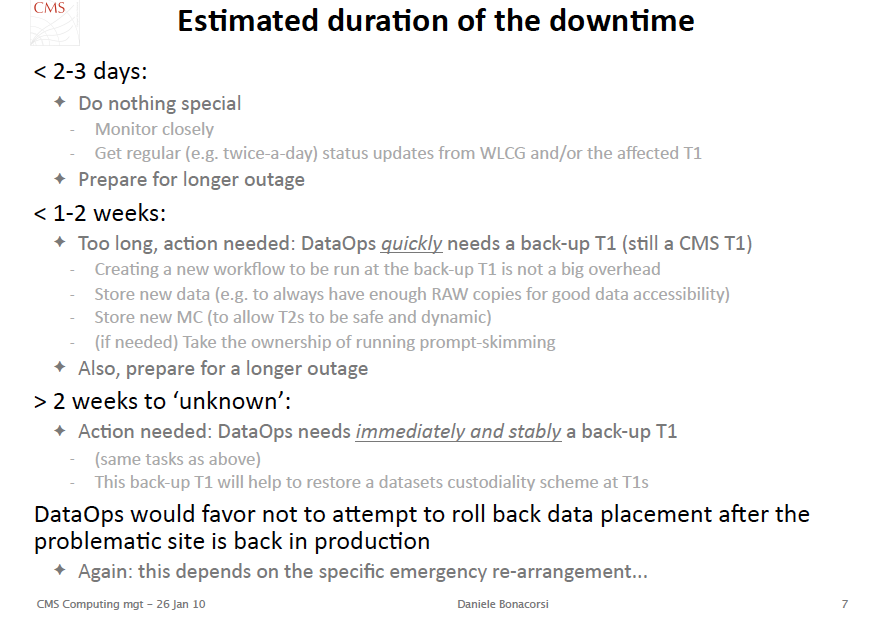 CMS
Estimated duration of the downtime
< 2-3 days:
✦ Do nothing special
- Monitor closely
- Get regular (e.g. twice-a-day) status updates from WLCG and/or the affected T1
✦ Prepare for longer outage
< 1-2 weeks:
✦ Too long, action needed: DataOps quickly needs a back-up T1 (still a CMS T1)
- Creating a new workflow to be run at the back-up T1 is not a big overhead
- Store new data (e.g. to always have enough RAW copies for good data accessibility)
- Store new MC (to allow T2s to be safe and dynamic)
- (if needed) Take the ownership of running prompt-skimming
✦ Also, prepare for a longer outage
> 2 weeks to ‘unknown’:
✦ Action needed: DataOps needs immediately and stably a back-up T1
- (same tasks as above)
- This back-up T1 will help to restore a datasets custodiality scheme at T1s
DataOps would favor not to attempt to roll back data placement after the
problematic site is back in production
✦ Again: this depends on the specific emergency re-arrangement...
CMS Computing mgt – 26 Jan 10 Daniele Bonacorsi 7